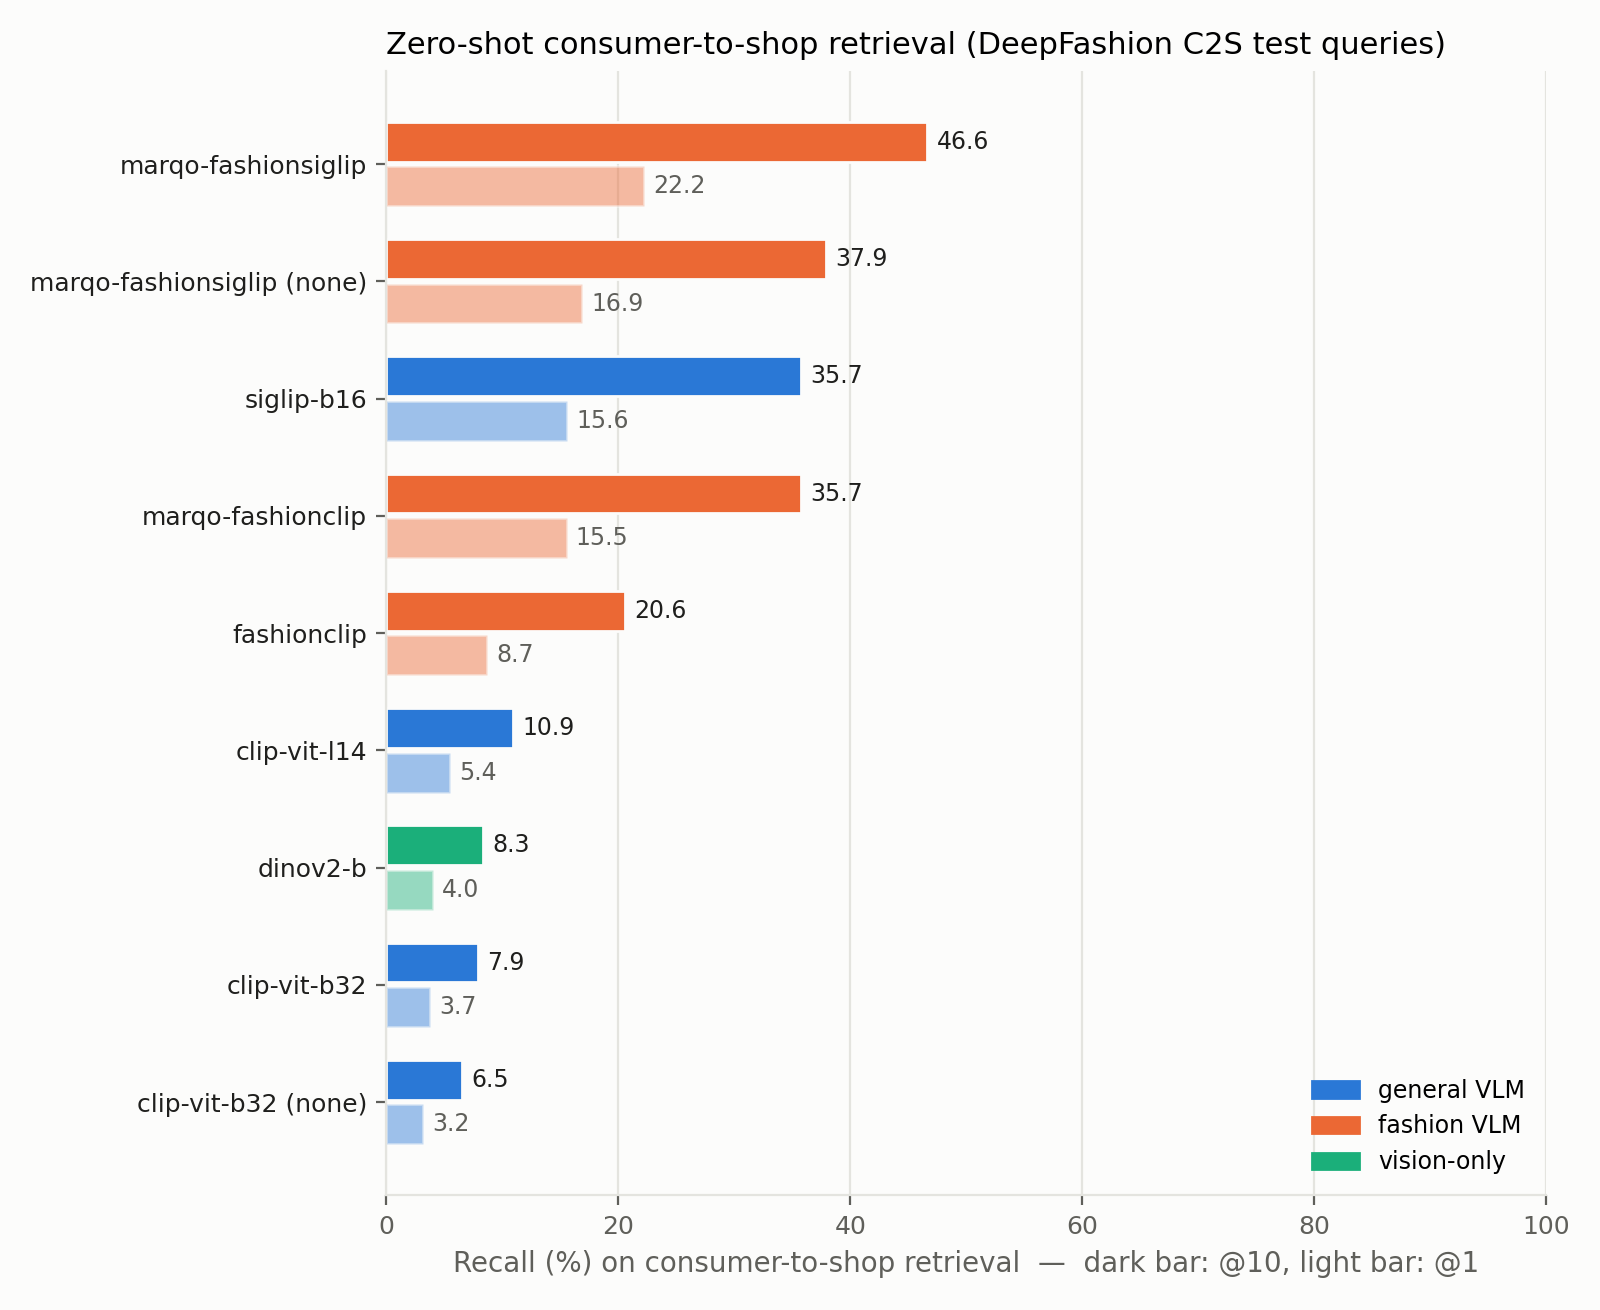 Zero-shot consumer-to-shop retrieval (DeepFashion C2S test queries)
marqo-fashionsiglip
46.6
22.2
marqo-fashionsiglip (none)
37.9
16.9
siglip-b16
35.7
15.6
marqo-fashionclip
35.7
15.5
fashionclip
20.6
8.7
clip-vit-l14
10.9
5.4
dinov2-b
8.3
4.0
clip-vit-b32
7.9
3.7
clip-vit-b32 (none)
6.5
3.2
general VLM
fashion VLM
vision-only
0 20 40 60 80 100
Recall (%) on consumer-to-shop retrieval — dark bar: @10, light bar: @1